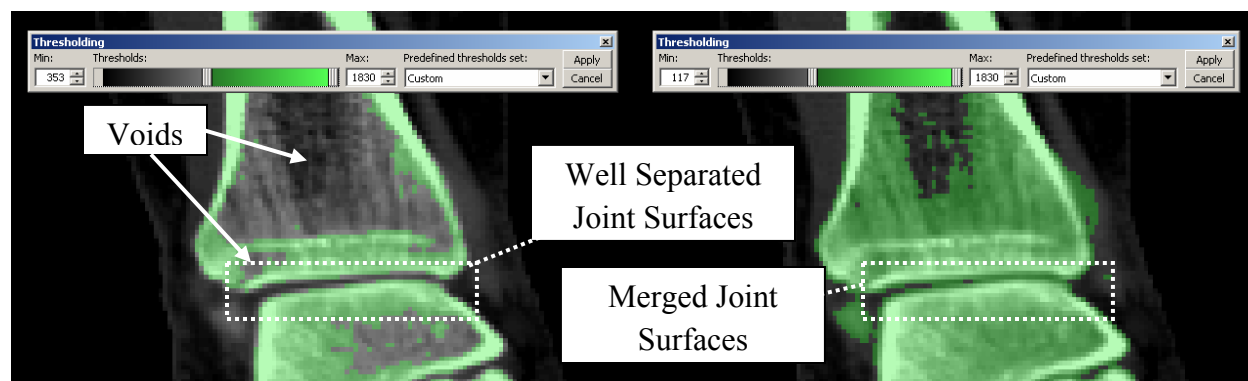 Thresholding
Min: Thresholds: Max: Predefined thresholds set: Apply
353 1830 Custom Cancel
Voids
Well Separated
Joint Surfaces
Thresholding
Min: Thresholds: Max: Predefined thresholds set: Apply
117 1830 Custom Cancel
Merged Joint
Surfaces